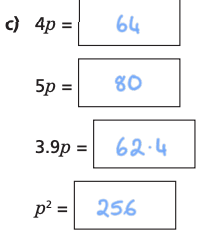 c) 4p = 64
5p = 80
3.9p = 62·4
p² = 256